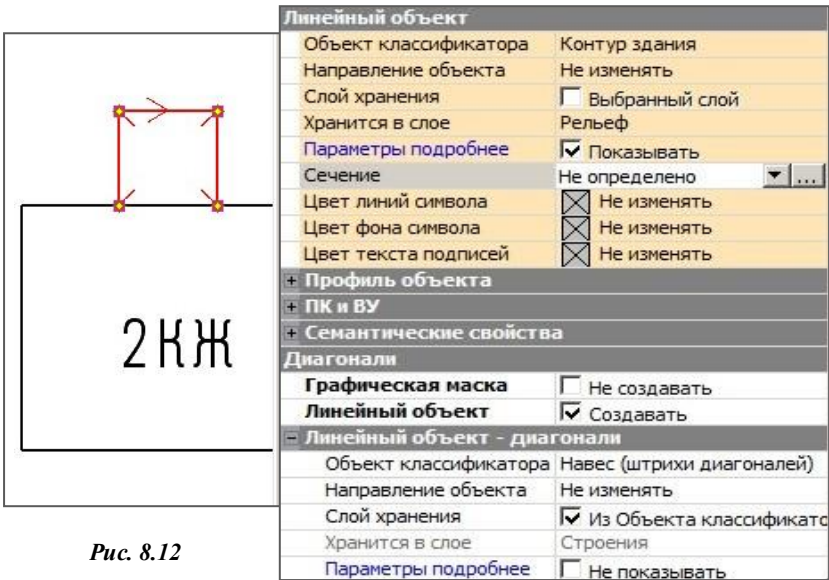 2КЖ
Рис. 8.12
Линейный объект
Объект классификатора Контур здания
Направление объекта Не изменять
Слой хранения Выбранный слой
Хранится в слое Рельеф
Параметры подробнее Показывать
Сечение Не определено ...
Цвет линий символа Не изменять
Цвет фона символа Не изменять
Цвет текста подписей Не изменять
Профиль объекта
ПК и ВУ
Семантические свойства
Диагонали
Графическая маска Не создавать
Линейный объект Создавать
Линейный объект - диагонали
Объект классификатора Навес (штрихи диагоналей)
Направление объекта Не изменять
Слой хранения Из Объекта классификато
Хранится в слое Строения
Параметры подробнее Не показывать